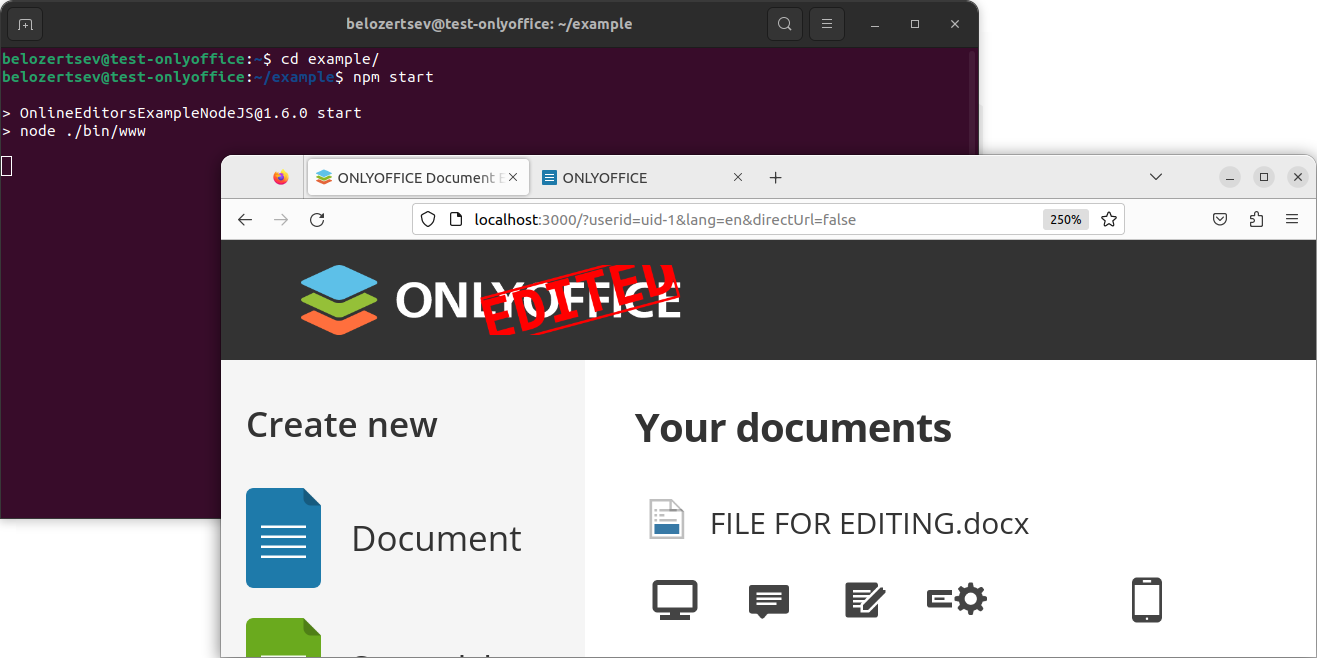 belozertsev@test-onlyoffice: ~/example
belozertsev@test-onlyoffice:~$ cd example/
belozertsev@test-onlyoffice:~/example$ npm start
> OnlineEditorsExampleNodeJS@1.6.0 start
> node ./bin/www
ONLYOFFICE Document E
ONLYOFFICE
localhost:3000/?userid=uid-1&lang=en&directUrl=false
250%
ONLYOFFICE
EDITED
Create new
Document
Your documents
FILE FOR EDITING.docx